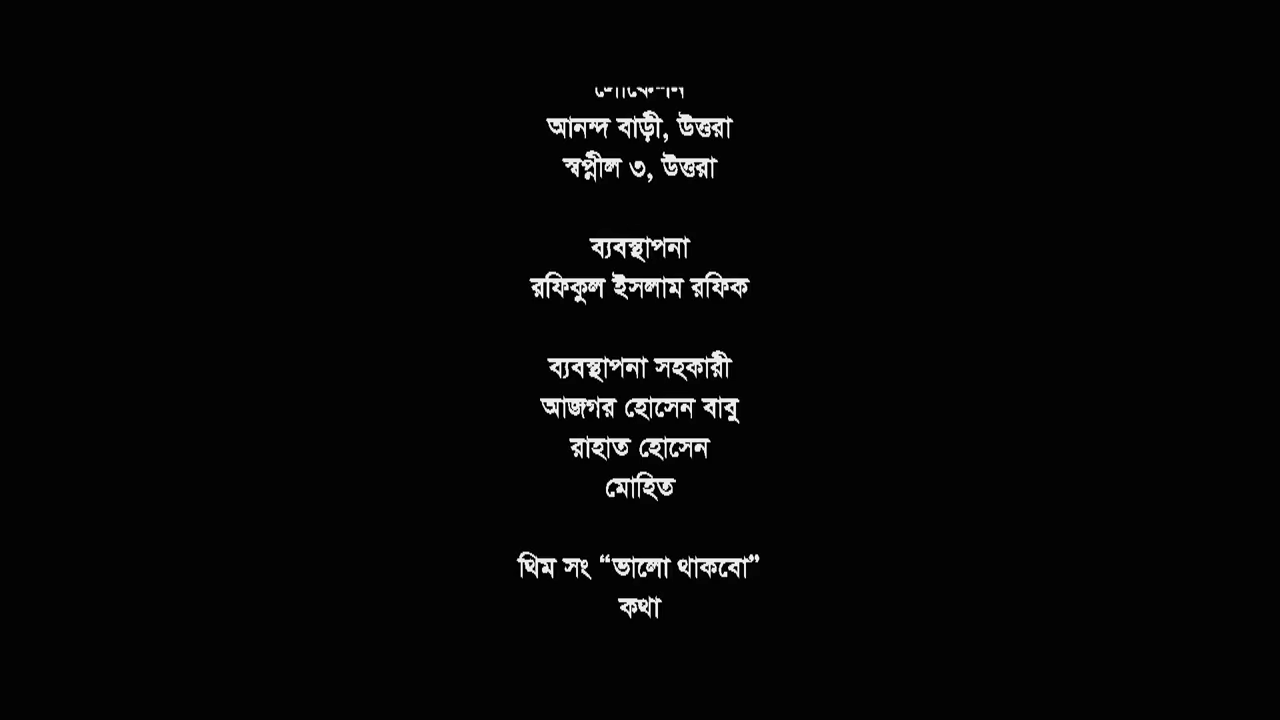 আনন্দ বাড়ী, উত্তরা
স্বপ্নীল ৩, উত্তরা
ব্যবস্থাপনা
রফিকুল ইসলাম রফিক
ব্যবস্থাপনা সহকারী
আজগর হোসেন বাবু
রাহাত হোসেন
মোহিত
থিম সং “ভালো থাকবো”
কথা